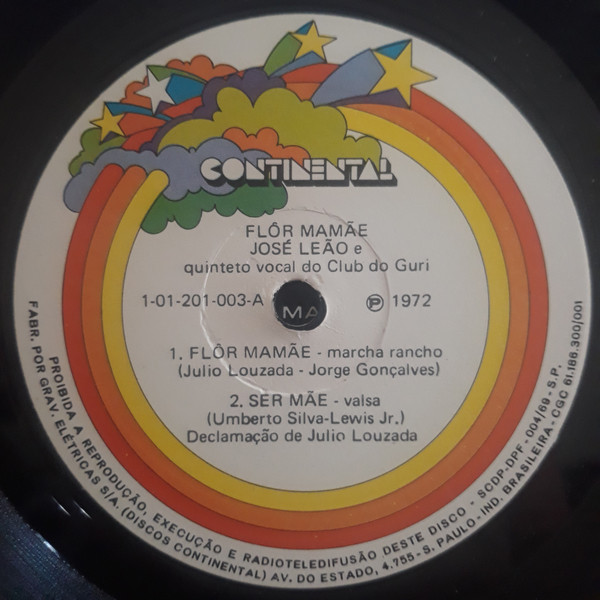 CONTINENTAL
FLÔR MAMÃE
JOSÉ LEÃO e
quinteto vocal do Club do Guri
1-01-201-003-A
MA
℗ 1972
1. FLÔR MAMÃE - marcha rancho
(Julio Louzada - Jorge Gonçalves)
2. SER MÃE - valsa
(Umberto Silva-Lewis Jr.)
Declamação de Julio Louzada
PROIBIDA A REPRODUÇÃO, EXECUÇÃO E RADIOTELEDIFUSÃO DESTE DISCO - SCDP-DPF - 004/69 - S.P.
FABR. POR GRAV. ELÉTRICAS S/A. (DISCOS CONTINENTAL) AV. DO ESTADO, 4.755 - S. PAULO - IND. BRASILEIRA - CGC 61.186.300/001